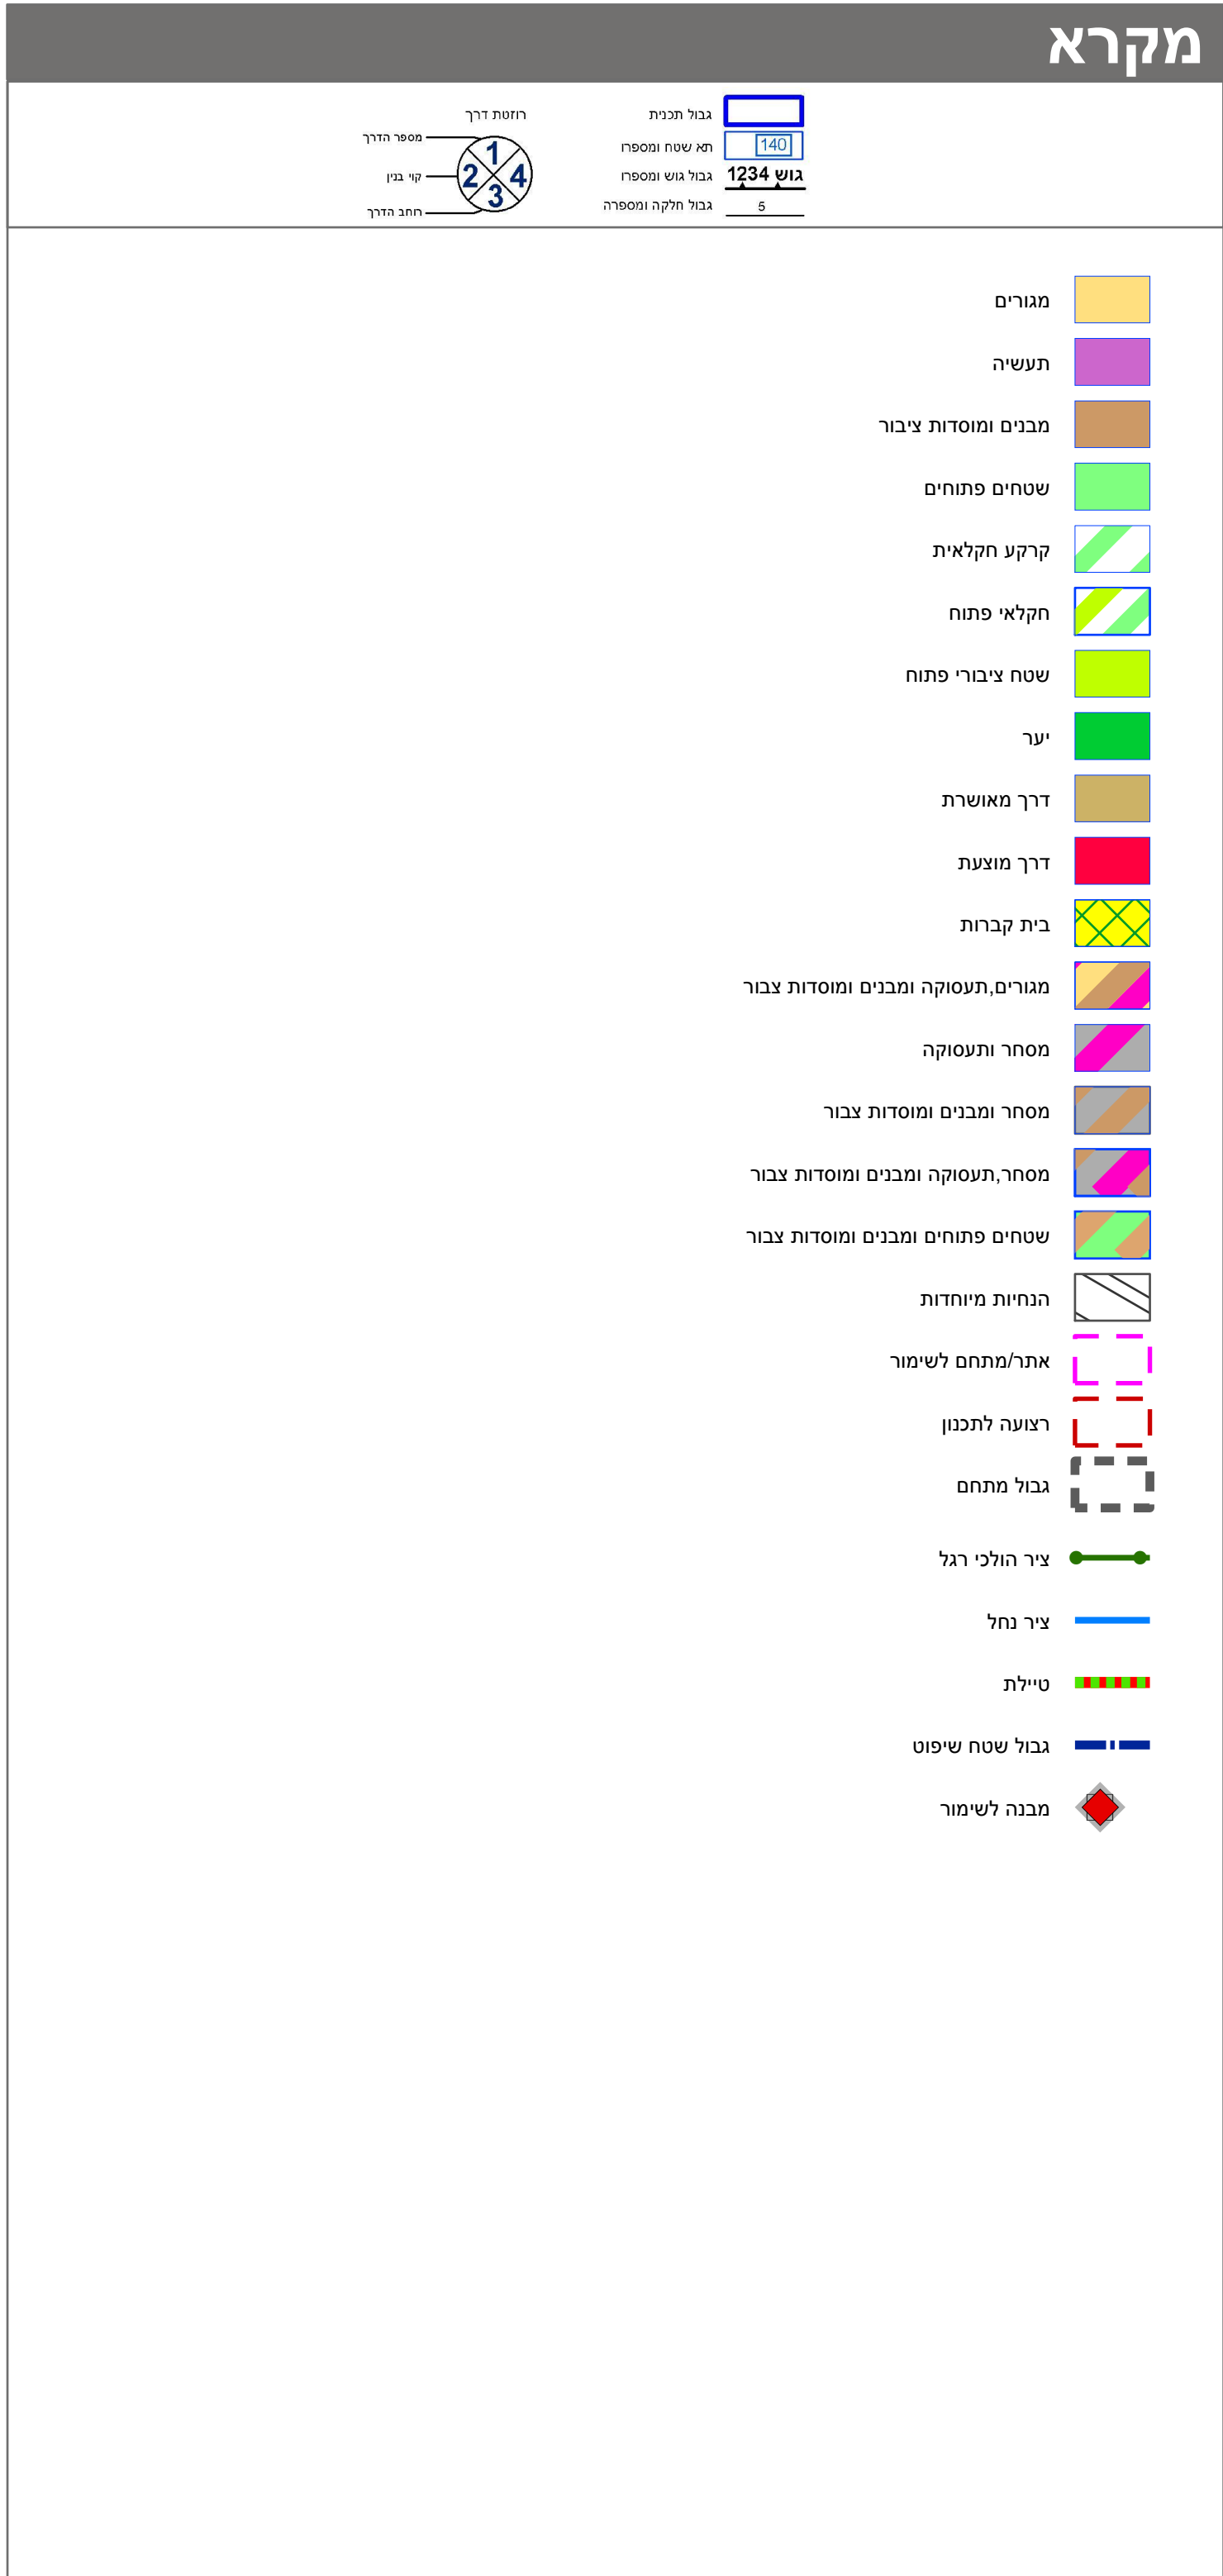 מקרא
גבול תכנית
תא שטח ומספרו
140
גבול גוש ומספרו
גוש 1234
גבול חלקה ומספרה
5
רוזטת דרך
מספר הדרך
קוי בנין
רוחב הדרך
1
2
4
3
מגורים
תעשיה
מבנים ומוסדות ציבור
שטחים פתוחים
קרקע חקלאית
חקלאי פתוח
שטח ציבורי פתוח
יער
דרך מאושרת
דרך מוצעת
בית קברות
מגורים,תעסוקה ומבנים ומוסדות צבור
מסחר ותעסוקה
מסחר ומבנים ומוסדות צבור
מסחר,תעסוקה ומבנים ומוסדות צבור
שטחים פתוחים ומבנים ומוסדות צבור
הנחיות מיוחדות
אתר/מתחם לשימור
רצועה לתכנון
גבול מתחם
ציר הולכי רגל
ציר נחל
טיילת
גבול שטח שיפוט
מבנה לשימור